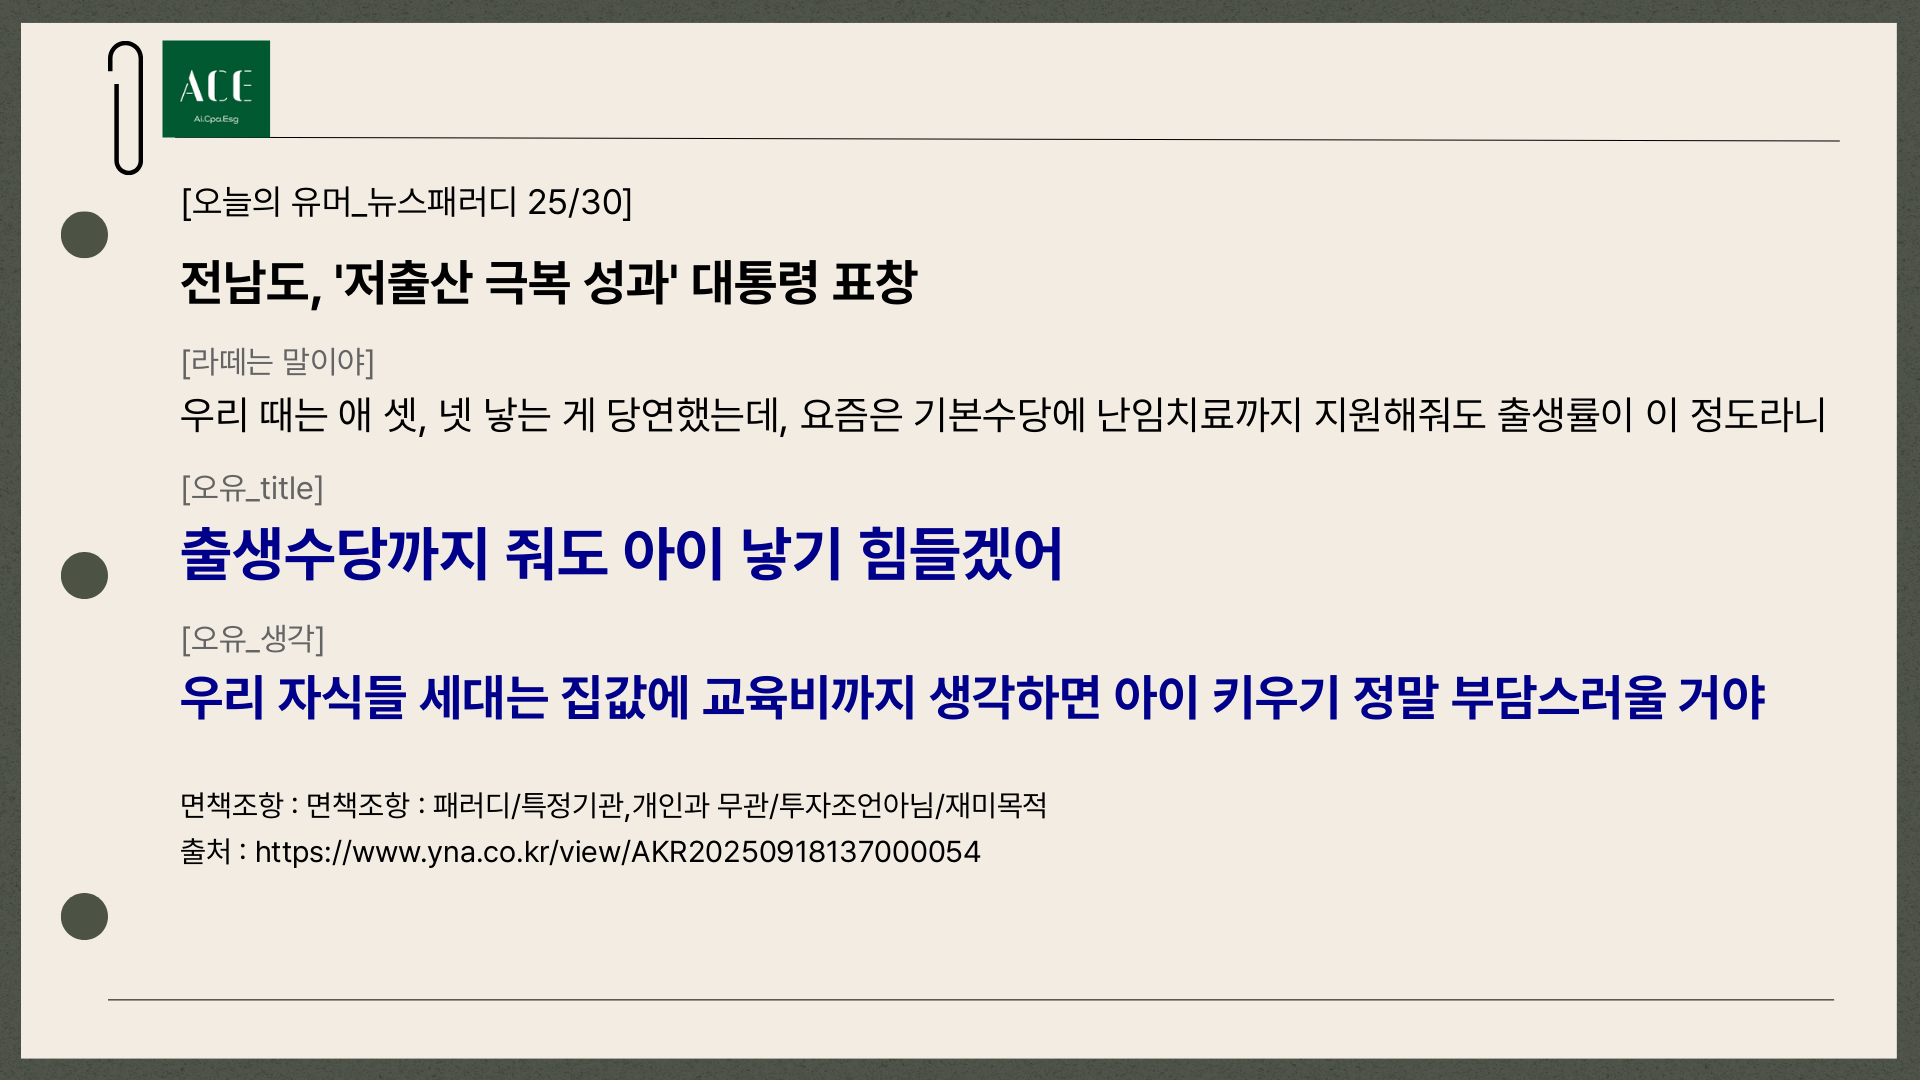 ACE
Ai.Cpa.Esg
[오늘의 유머_뉴스패러디 25/30]
전남도, '저출산 극복 성과' 대통령 표창
[라떼는 말이야]
우리 때는 애 셋, 넷 낳는 게 당연했는데, 요즘은 기본수당에 난임치료까지 지원해줘도 출생률이 이 정도라니
[오유_title]
출생수당까지 줘도 아이 낳기 힘들겠어
[오유_생각]
우리 자식들 세대는 집값에 교육비까지 생각하면 아이 키우기 정말 부담스러울 거야
면책조항 : 면책조항 : 패러디/특정기관,개인과 무관/투자조언아님/재미목적
출처 : https://www.yna.co.kr/view/AKR20250918137000054